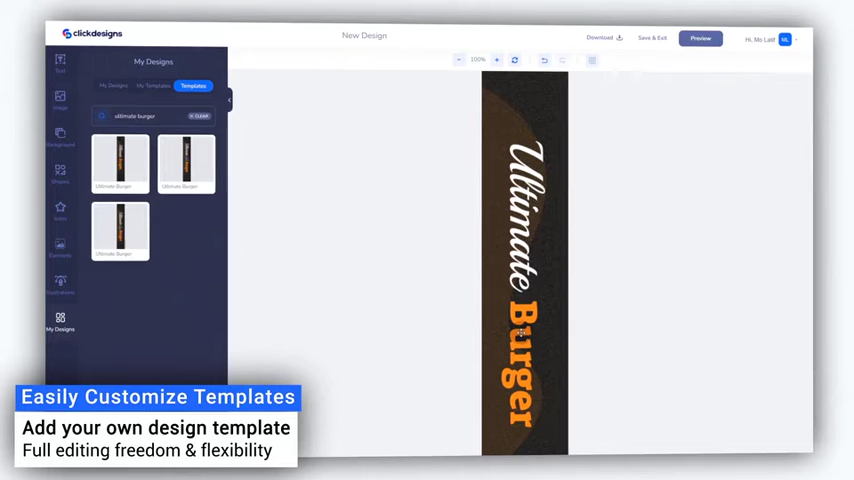 clickdesigns
New Design
Download
Save & Exit
Preview
Hi, Mo Latif
ML
Text
Image
Background
Shapes
Icons
Elements
Illustrations
My Designs
My Designs
My Designs
My Templates
Templates
ultimate burger
× CLEAR
Ultimate Burger
Ultimate Burger
Ultimate Burger
- 100% +
Ultimate Burger
Easily Customize Templates
Add your own design template
Full editing freedom & flexibility